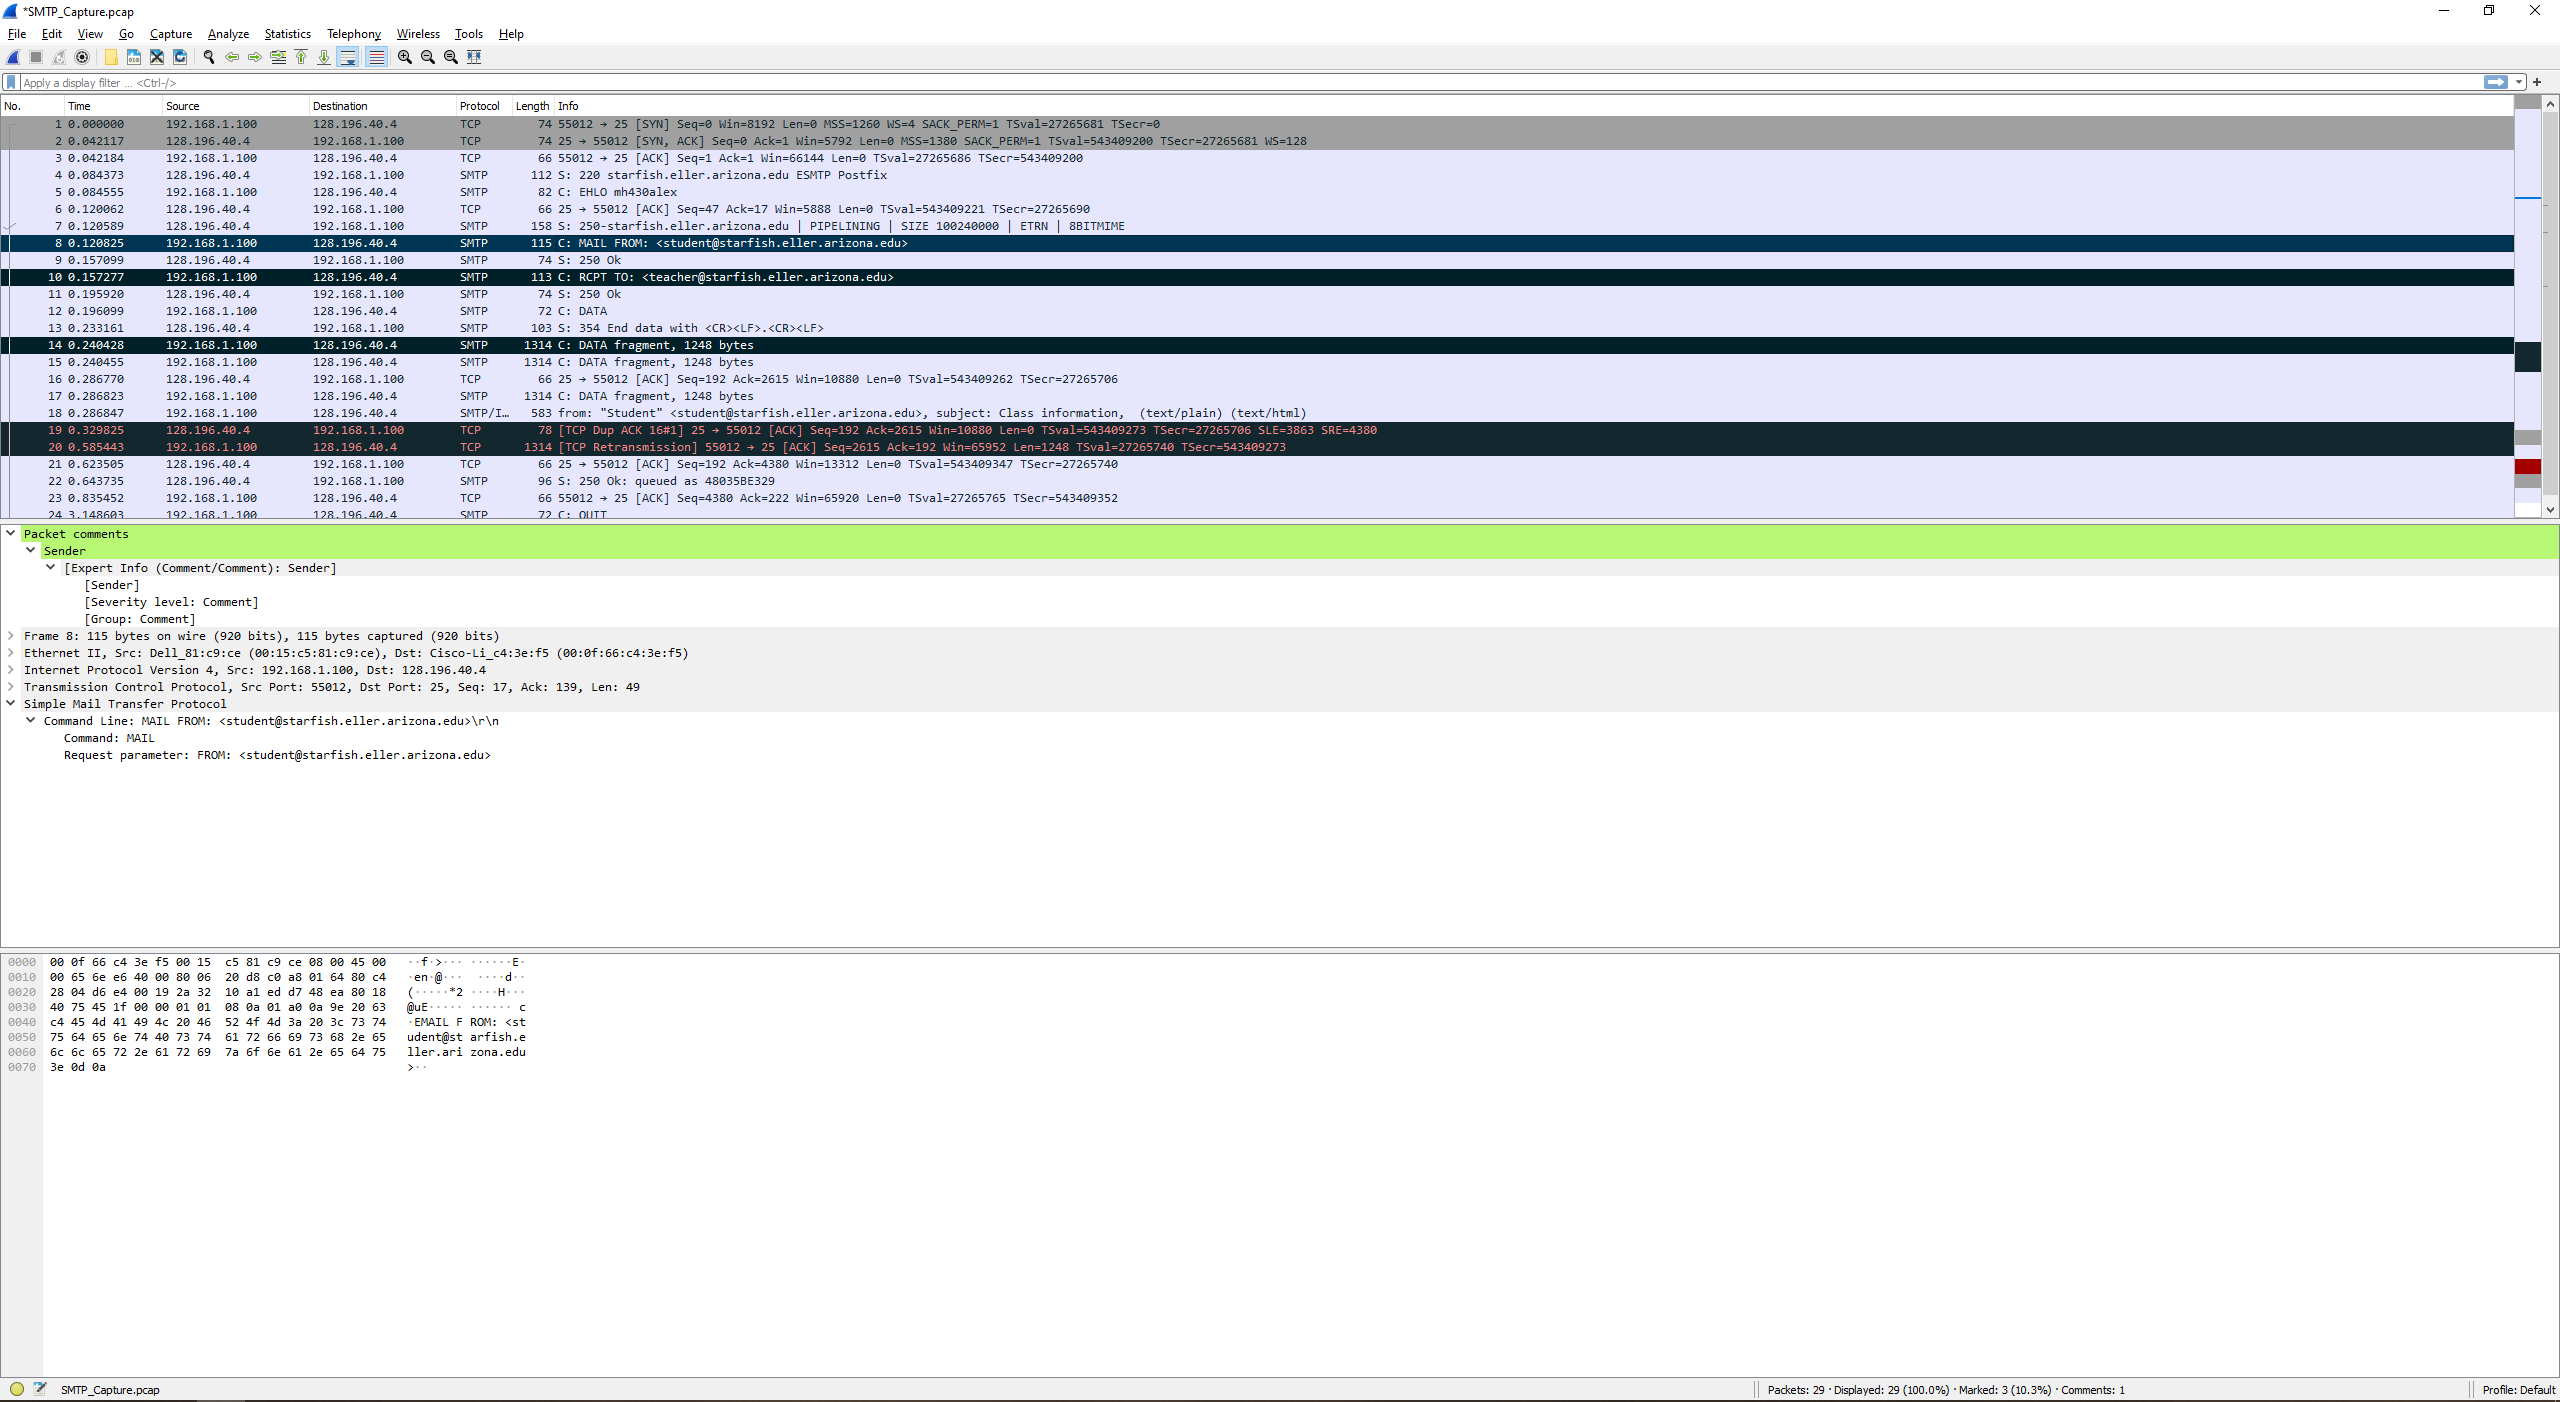 *SMTP_Capture.pcap
File Edit View Go Capture Analyze Statistics Telephony Wireless Tools Help
Apply a display filter ... <Ctrl-/>
No. Time Source Destination Protocol Length Info
1 0.000000 192.168.1.100 128.196.40.4 TCP 74 55012 → 25 [SYN] Seq=0 Win=8192 Len=0 MSS=1260 WS=4 SACK_PERM=1 TSval=27265681 TSecr=0
2 0.042117 128.196.40.4 192.168.1.100 TCP 74 25 → 55012 [SYN, ACK] Seq=0 Ack=1 Win=5792 Len=0 MSS=1380 SACK_PERM=1 TSval=543409200 TSecr=27265681 WS=128
3 0.042184 192.168.1.100 128.196.40.4 TCP 66 55012 → 25 [ACK] Seq=1 Ack=1 Win=66144 Len=0 TSval=27265686 TSecr=543409200
4 0.084373 128.196.40.4 192.168.1.100 SMTP 112 S: 220 starfish.eller.arizona.edu ESMTP Postfix
5 0.084555 192.168.1.100 128.196.40.4 SMTP 82 C: EHLO mh430alex
6 0.120062 128.196.40.4 192.168.1.100 TCP 66 25 → 55012 [ACK] Seq=47 Ack=17 Win=5888 Len=0 TSval=543409221 TSecr=27265690
7 0.120589 128.196.40.4 192.168.1.100 SMTP 158 S: 250-starfish.eller.arizona.edu | PIPELINING | SIZE 100240000 | ETRN | 8BITMIME
8 0.120825 192.168.1.100 128.196.40.4 SMTP 115 C: MAIL FROM: <student@starfish.eller.arizona.edu>
9 0.157099 128.196.40.4 192.168.1.100 SMTP 74 S: 250 Ok
10 0.157277 192.168.1.100 128.196.40.4 SMTP 113 C: RCPT TO: <teacher@starfish.eller.arizona.edu>
11 0.195920 128.196.40.4 192.168.1.100 SMTP 74 S: 250 Ok
12 0.196099 192.168.1.100 128.196.40.4 SMTP 72 C: DATA
13 0.233161 128.196.40.4 192.168.1.100 SMTP 103 S: 354 End data with <CR><LF>.<CR><LF>
14 0.240428 192.168.1.100 128.196.40.4 SMTP 1314 C: DATA fragment, 1248 bytes
15 0.240455 192.168.1.100 128.196.40.4 SMTP 1314 C: DATA fragment, 1248 bytes
16 0.286770 128.196.40.4 192.168.1.100 TCP 66 25 → 55012 [ACK] Seq=192 Ack=2615 Win=10880 Len=0 TSval=543409262 TSecr=27265706
17 0.286823 192.168.1.100 128.196.40.4 SMTP 1314 C: DATA fragment, 1248 bytes
18 0.286847 192.168.1.100 128.196.40.4 SMTP/I… 583 from: "Student" <student@starfish.eller.arizona.edu>, subject: Class information, (text/plain) (text/html)
19 0.329825 128.196.40.4 192.168.1.100 TCP 78 [TCP Dup ACK 16#1] 25 → 55012 [ACK] Seq=192 Ack=2615 Win=10880 Len=0 TSval=543409273 TSecr=27265706 SLE=3863 SRE=4380
20 0.585443 192.168.1.100 128.196.40.4 TCP 1314 [TCP Retransmission] 55012 → 25 [ACK] Seq=2615 Ack=192 Win=65952 Len=1248 TSval=27265740 TSecr=543409273
21 0.623505 128.196.40.4 192.168.1.100 TCP 66 25 → 55012 [ACK] Seq=192 Ack=4380 Win=13312 Len=0 TSval=543409347 TSecr=27265740
22 0.643735 128.196.40.4 192.168.1.100 SMTP 96 S: 250 Ok: queued as 48035BE329
23 0.835452 192.168.1.100 128.196.40.4 TCP 66 55012 → 25 [ACK] Seq=4380 Ack=222 Win=65920 Len=0 TSval=27265765 TSecr=543409352
24 3.148603 192.168.1.100 128.196.40.4 SMTP 72 C: QUIT
Packet comments
Sender
[Expert Info (Comment/Comment): Sender]
[Sender]
[Severity level: Comment]
[Group: Comment]
Frame 8: 115 bytes on wire (920 bits), 115 bytes captured (920 bits)
Ethernet II, Src: Dell_81:c9:ce (00:15:c5:81:c9:ce), Dst: Cisco-Li_c4:3e:f5 (00:0f:66:c4:3e:f5)
Internet Protocol Version 4, Src: 192.168.1.100, Dst: 128.196.40.4
Transmission Control Protocol, Src Port: 55012, Dst Port: 25, Seq: 17, Ack: 139, Len: 49
Simple Mail Transfer Protocol
Command Line: MAIL FROM: <student@starfish.eller.arizona.edu>\r\n
Command: MAIL
Request parameter: FROM: <student@starfish.eller.arizona.edu>
0000 00 0f 66 c4 3e f5 00 15 c5 81 c9 ce 08 00 45 00 ··f·>··· ······E·
0010 00 65 6e e6 40 00 80 06 20 d8 c0 a8 01 64 80 c4 ·en·@··· ····d··
0020 28 04 d6 e4 00 19 2a 32 10 a1 ed d7 48 ea 80 18 (·····*2 ····H···
0030 40 75 45 1f 00 00 01 01 08 0a 01 a0 0a 9e 20 63 @uE····· ······ c
0040 c4 45 4d 41 49 4c 20 46 52 4f 4d 3a 20 3c 73 74 ·EMAIL F ROM: <st
0050 75 64 65 6e 74 40 73 74 61 72 66 69 73 68 2e 65 udent@st arfish.e
0060 6c 6c 65 72 2e 61 72 69 7a 6f 6e 61 2e 65 64 75 ller.ari zona.edu
0070 3e 0d 0a >··
SMTP_Capture.pcap
Packets: 29 · Displayed: 29 (100.0%) · Marked: 3 (10.3%) · Comments: 1
Profile: Default